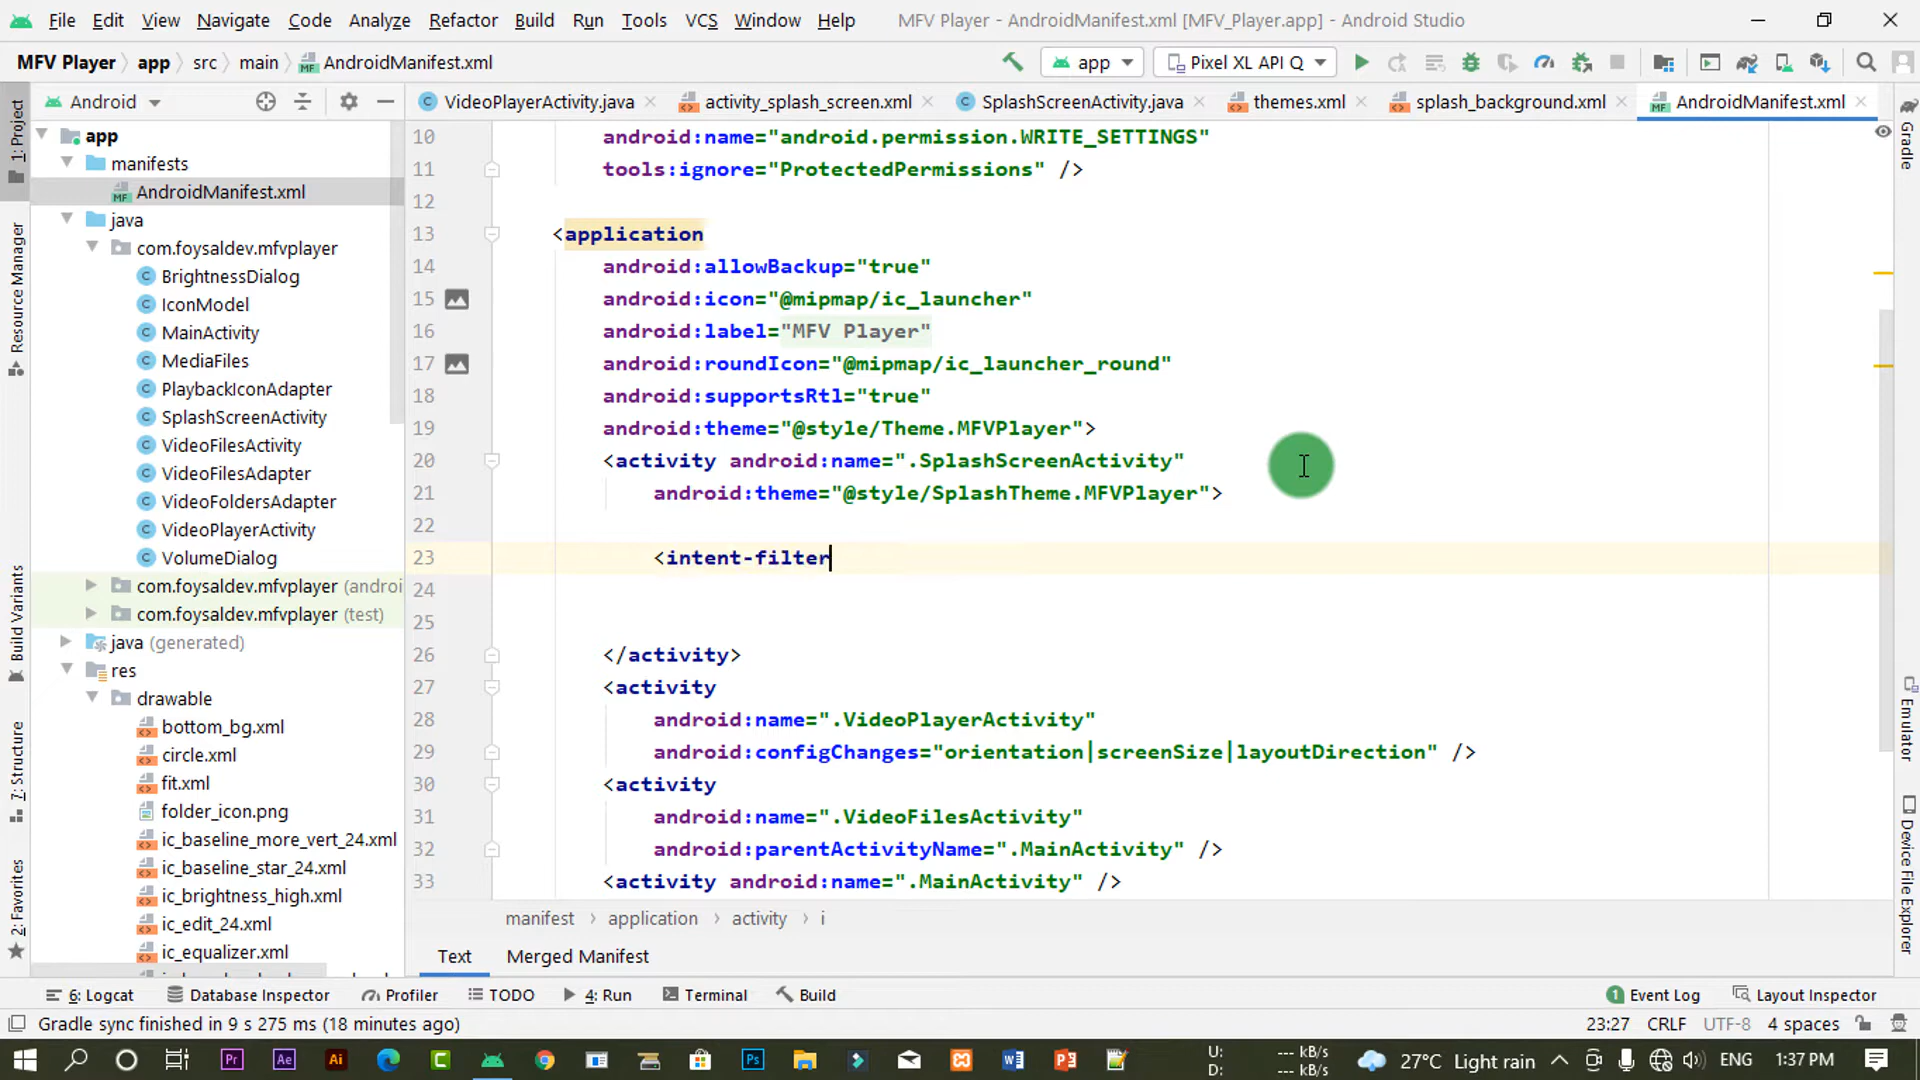 File Edit View Navigate Code Analyze Refactor Build Run Tools VCS Window Help MFV Player - AndroidManifest.xml [MFV_Player.app] - Android Studio
MFV Player app src main AndroidManifest.xml app Pixel XL API Q
Android VideoPlayerActivity.java activity_splash_screen.xml SplashScreenActivity.java themes.xml splash_background.xml AndroidManifest.xml
1: Project
Resource Manager
Build Variants
7: Structure
2: Favorites
app
manifests
AndroidManifest.xml
java
com.foysaldev.mfvplayer
BrightnessDialog
IconModel
MainActivity
MediaFiles
PlaybackIconAdapter
SplashScreenActivity
VideoFilesActivity
VideoFilesAdapter
VideoFoldersAdapter
VideoPlayerActivity
VolumeDialog
com.foysaldev.mfvplayer (androi
com.foysaldev.mfvplayer (test)
java (generated)
res
drawable
bottom_bg.xml
circle.xml
fit.xml
folder_icon.png
ic_baseline_more_vert_24.xml
ic_baseline_star_24.xml
ic_brightness_high.xml
ic_edit_24.xml
ic_equalizer.xml
10 android:name="android.permission.WRITE_SETTINGS"
11 tools:ignore="ProtectedPermissions" />
12
13 <application
14 android:allowBackup="true"
15 android:icon="@mipmap/ic_launcher"
16 android:label="MFV Player"
17 android:roundIcon="@mipmap/ic_launcher_round"
18 android:supportsRtl="true"
19 android:theme="@style/Theme.MFVPlayer">
20 <activity android:name=".SplashScreenActivity"
21 android:theme="@style/SplashTheme.MFVPlayer">
22
23 <intent-filter
24
25
26 </activity>
27 <activity
28 android:name=".VideoPlayerActivity"
29 android:configChanges="orientation|screenSize|layoutDirection" />
30 <activity
31 android:name=".VideoFilesActivity"
32 android:parentActivityName=".MainActivity" />
33 <activity android:name=".MainActivity" />
manifest application activity i
Text Merged Manifest
Gradle
Emulator
Device File Explorer
6: Logcat Database Inspector Profiler TODO 4: Run Terminal Build 1 Event Log Layout Inspector
Gradle sync finished in 9 s 275 ms (18 minutes ago) 23:27 CRLF UTF-8 4 spaces
U: --- kB/s
D: --- kB/s
27°C Light rain ENG 1:37 PM